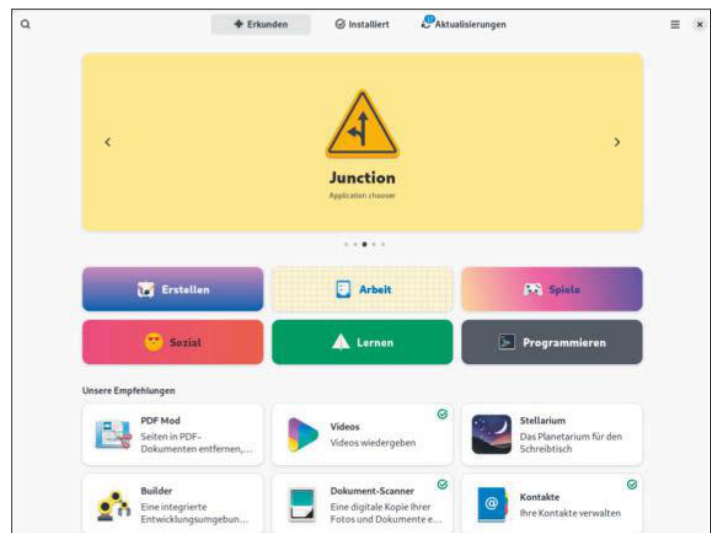 Erkunden
Installiert
Aktualisierungen
Junction
Application chooser
Erstellen
Arbeit
Spiele
Sozial
Lernen
Programmieren
Unsere Empfehlungen
PDF Mod
Seiten in PDF-
Dokumenten entfernen,...
Videos
Videos wiedergeben
Stellarium
Das Planetarium für den
Schreibtisch
Builder
Eine integrierte
Entwicklungsumgebun...
Dokument-Scanner
Eine digitale Kopie Ihrer
Fotos und Dokumente e...
Kontakte
Ihre Kontakte verwalten